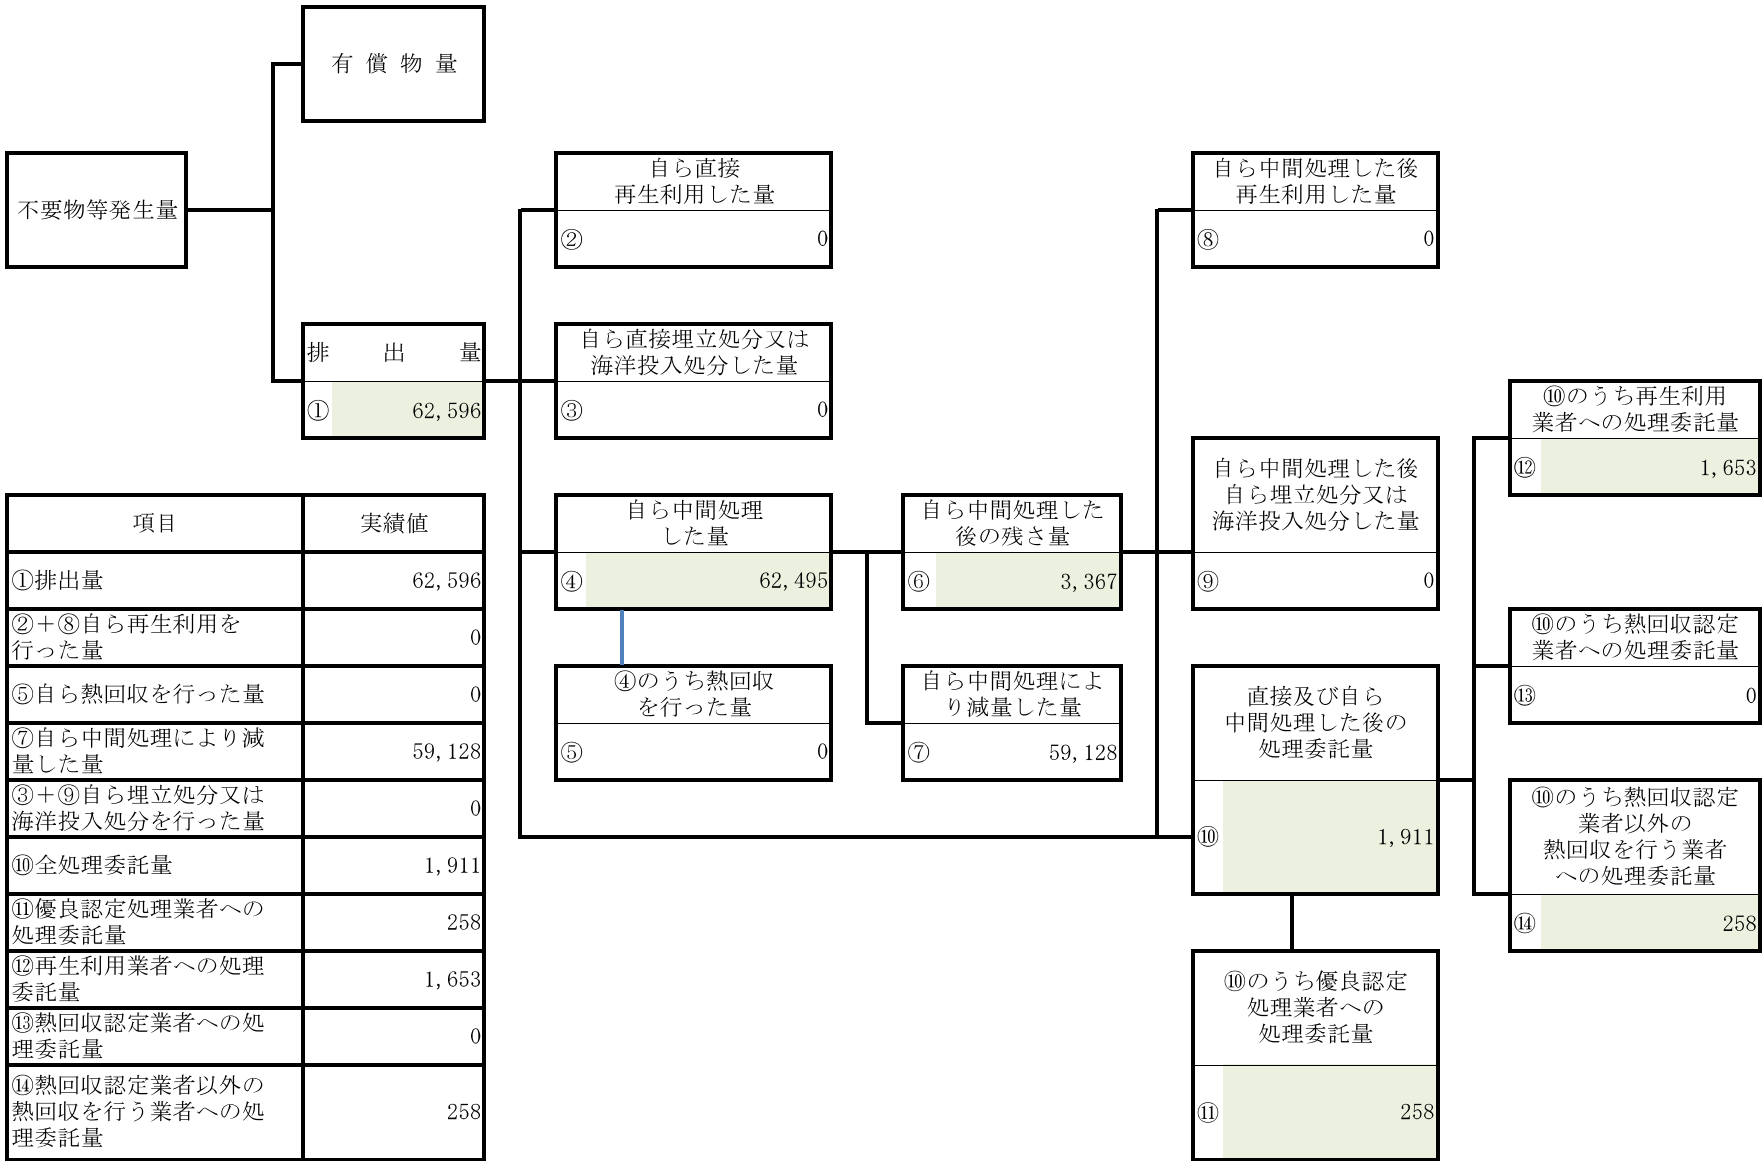 有償物量
不要物等発生量
排出量
① 62,596
自ら直接
再生利用した量
② 0
自ら直接埋立処分又は
海洋投入処分した量
③ 0
自ら中間処理
した量
④ 62,495
④のうち熱回収
を行った量
⑤ 0
自ら中間処理した
後の残さ量
⑥ 3,367
自ら中間処理によ
り減量した量
⑦ 59,128
自ら中間処理した後
再生利用した量
⑧ 0
自ら中間処理した後
自ら埋立処分又は
海洋投入処分した量
⑨ 0
直接及び自ら
中間処理した後の
処理委託量
⑩ 1,911
⑩のうち優良認定
処理業者への
処理委託量
⑪ 258
⑩のうち再生利用
業者への処理委託量
⑫ 1,653
⑩のうち熱回収認定
業者への処理委託量
⑬ 0
⑩のうち熱回収認定
業者以外の
熱回収を行う業者
への処理委託量
⑭ 258
項目 実績値
①排出量 62,596
②＋⑧自ら再生利用を
行った量 0
⑤自ら熱回収を行った量 0
⑦自ら中間処理により減
量した量 59,128
③＋⑨自ら埋立処分又は
海洋投入処分を行った量 0
⑩全処理委託量 1,911
⑪優良認定処理業者への
処理委託量 258
⑫再生利用業者への処理
委託量 1,653
⑬熱回収認定業者への処
理委託量 0
⑭熱回収認定業者以外の
熱回収を行う業者への処
理委託量 258